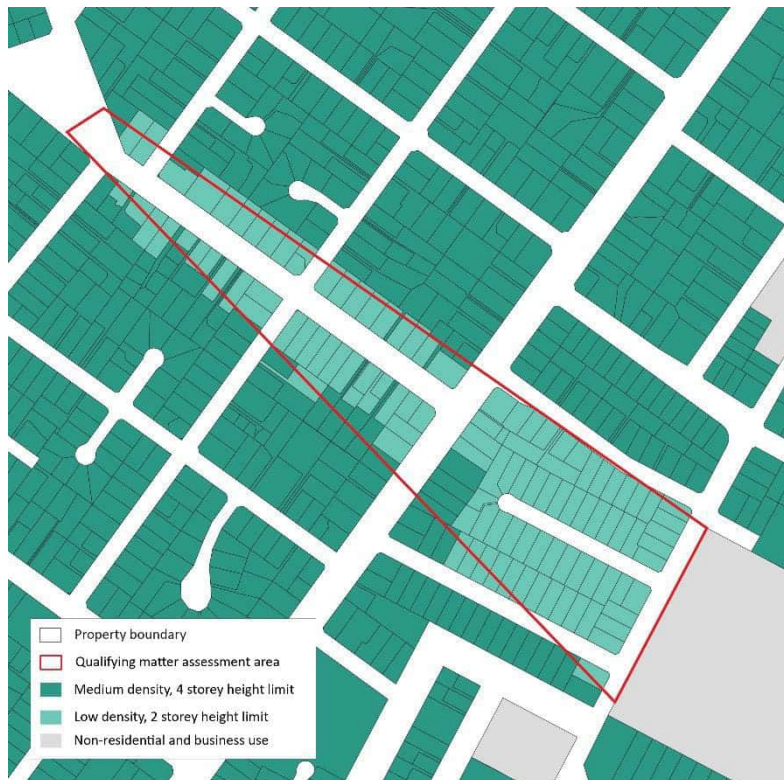 Property boundary
Qualifying matter assessment area
Medium density, 4 storey height limit
Low density, 2 storey height limit
Non-residential and business use